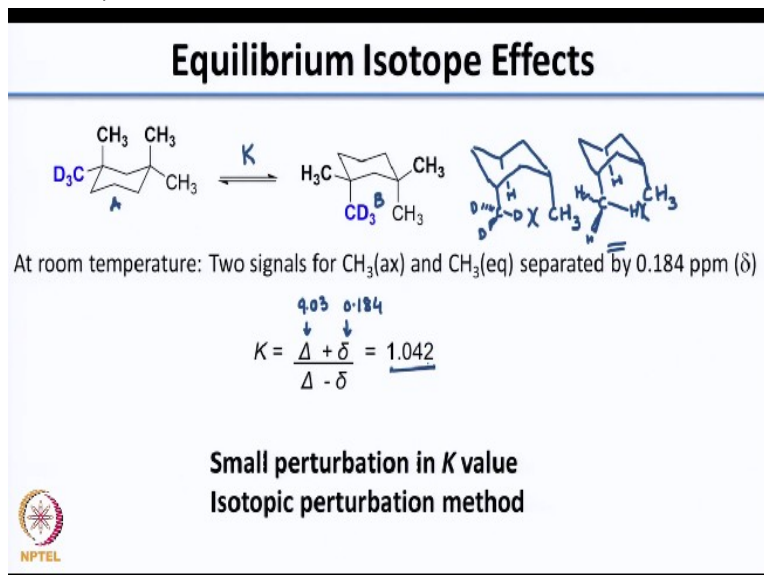 Equilibrium Isotope Effects
CH₃ CH₃
D₃C
CH₃
A
K
H₃C
CH₃
CD₃
B
CH₃
H
D
D
D
X
CH₃
H
H
C
H
X
CH₃
H
At room temperature: Two signals for CH₃(ax) and CH₃(eq) separated by 0.184 ppm (δ)
9.03 0.184
K = Δ + δ = 1.042
Δ - δ
Small perturbation in K value
Isotopic perturbation method
NPTEL